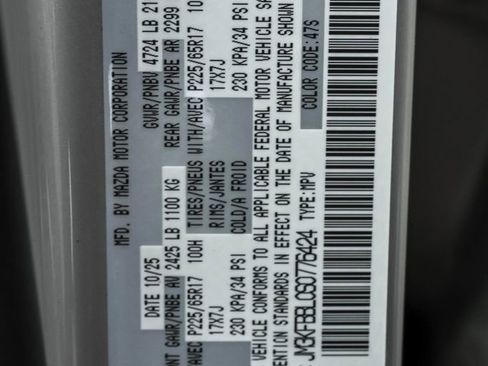 MFD. BY MAZDA MOTOR CORPORATION
DATE 10/25 GVWR/PNBV 4724 LB 21
NT GAWR/PNBE AV 2425 LB 1100 KG REAR GAWR/PNBE AR 2299
AVEC P225/65R17 100H TIRES/PNEUS WITH/AVEC P225/65R17
17X7J RIMS/JANTES 17X7J
230 KPA/34 PSI COLD/A FROID 230 KPA/34 PSI
VEHICLE CONFORMS TO ALL APPLICABLE FEDERAL MOTOR VEHICLE SA
ENTION STANDARDS IN EFFECT ON THE DATE OF MANUFACTURE SHOWN
JM3KFBBL0S0776424 TYPE:MPV COLOR CODE:47S